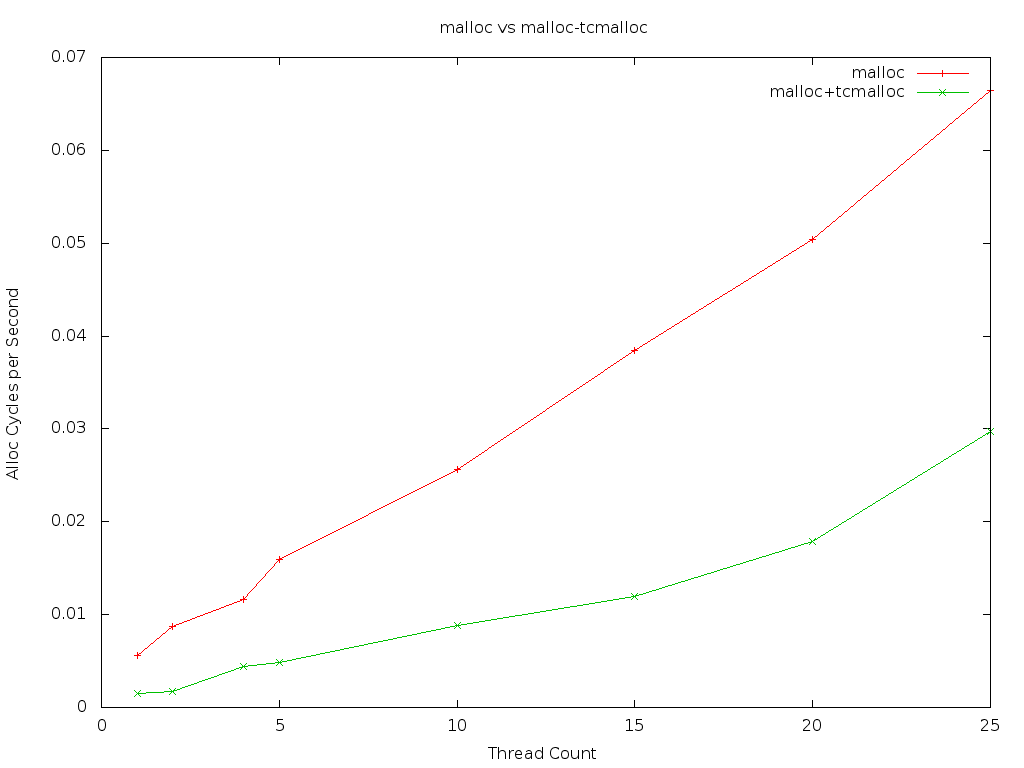 malloc vs malloc-tcmalloc
0.07
0.06
0.05
0.04
0.03
0.02
0.01
0
malloc
malloc+tcmalloc
Alloc Cycles per Second
0 5 10 15 20 25
Thread Count